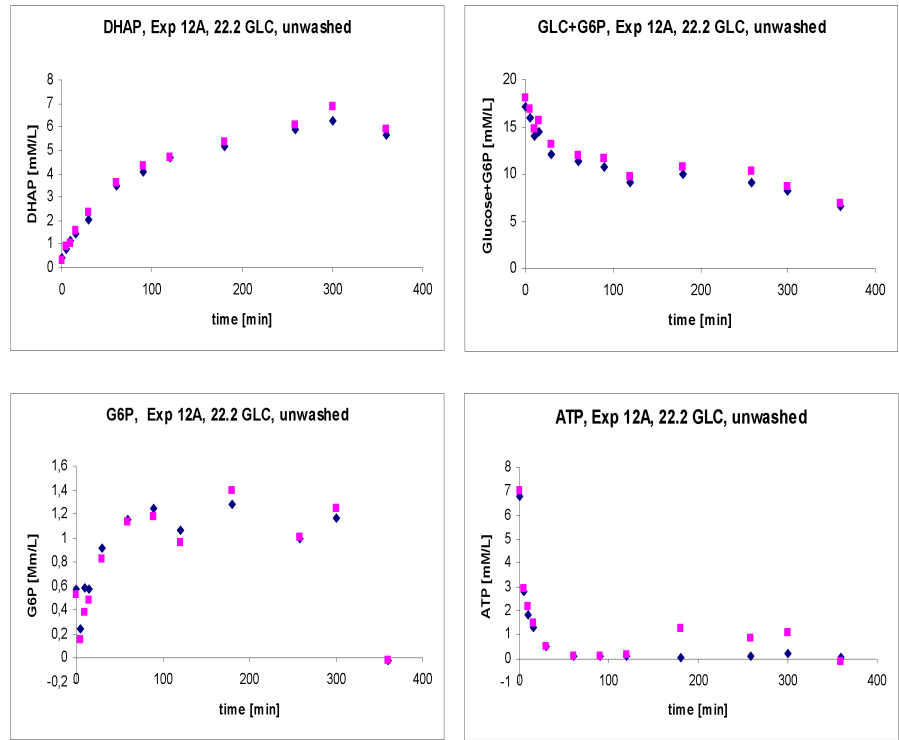 DHAP, Exp 12A, 22.2 GLC, unwashed
8
7
6
5
4
3
2
1
0
DHAP [mM/L]
0 100 200 300 400
time [min]
GLC+G6P, Exp 12A, 22.2 GLC, unwashed
20
15
10
5
0
Glucose+G6P [mM/L]
0 100 200 300 400
time [min]
G6P, Exp 12A, 22.2 GLC, unwashed
1,6
1,4
1,2
1
0,8
0,6
0,4
0,2
0
-0,2
G6P [Mm/L]
0 100 200 300 400
time [min]
ATP, Exp 12A, 22.2 GLC, unwashed
8
7
6
5
4
3
2
1
0
-1
ATP [mM/L]
0 100 200 300 400
time [min]